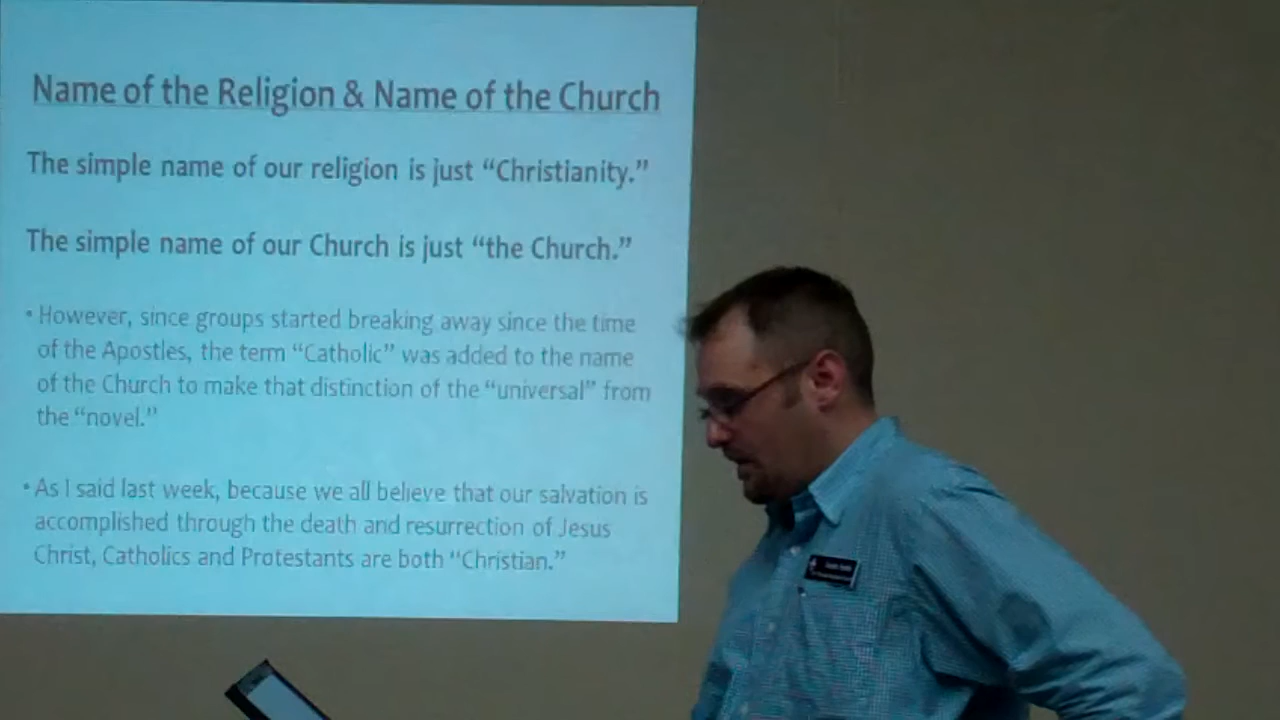 Name of the Religion & Name of the Church
The simple name of our religion is just “Christianity.”
The simple name of our Church is just “the Church.”
• However, since groups started breaking away since the time
of the Apostles, the term “Catholic” was added to the name
of the Church to make that distinction of the “universal” from
the “novel.”
• As I said last week, because we all believe that our salvation is
accomplished through the death and resurrection of Jesus
Christ, Catholics and Protestants are both “Christian.”